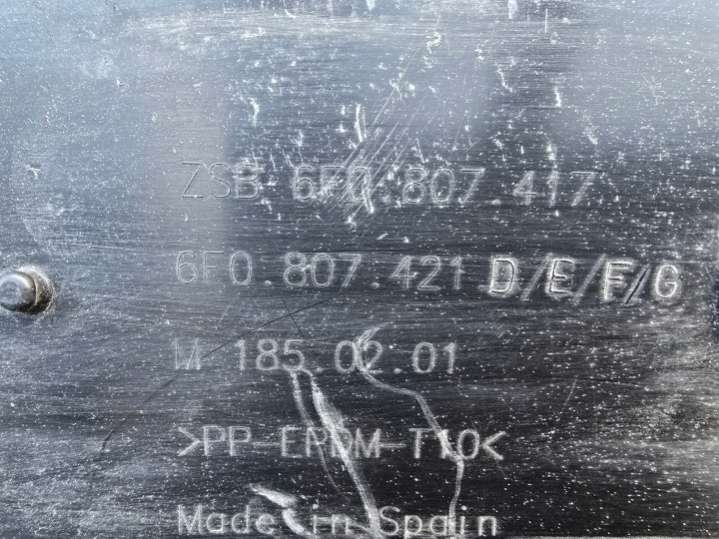 ZSB 6F0.807.417
6F0.807.421 D/E/F/G
M 185.02.01
>PP-EPDM-T10<
Made in Spain